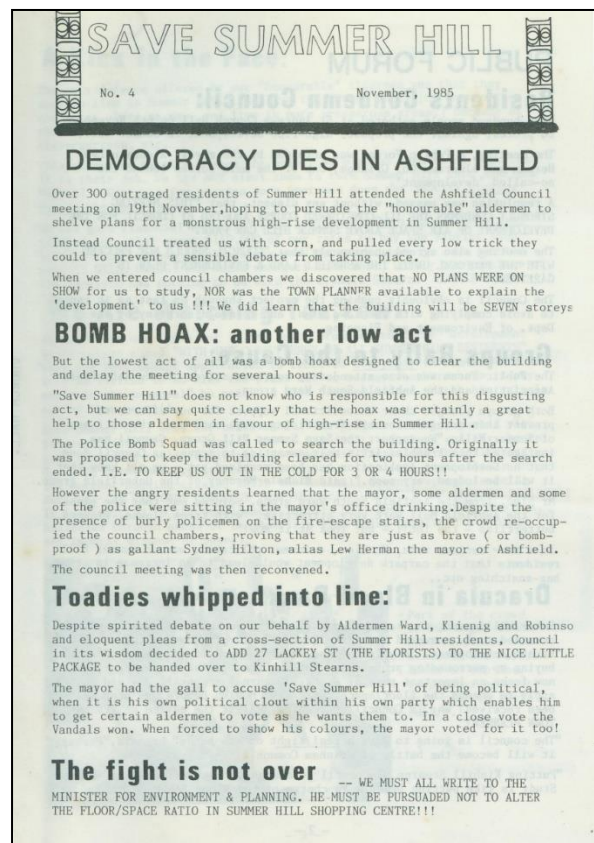 SAVE SUMMER HILL
No. 4 November, 1985
DEMOCRACY DIES IN ASHFIELD
Over 300 outraged residents of Summer Hill attended the Ashfield Council
meeting on 19th November,hoping to pursuade the "honourable" aldermen to
shelve plans for a monstrous high-rise development in Summer Hill.
Instead Council treated us with scorn, and pulled every low trick they
could to prevent a sensible debate from taking place.
When we entered council chambers we discovered that NO PLANS WERE ON
SHOW for us to study, NOR was the TOWN PLANNER available to explain the
'development' to us !!! We did learn that the building will be SEVEN storeys
BOMB HOAX: another low act
But the lowest act of all was a bomb hoax designed to clear the building
and delay the meeting for several hours.
"Save Summer Hill" does not know who is responsible for this disgusting
act, but we can say quite clearly that the hoax was certainly a great
help to those aldermen in favour of high-rise in Summer Hill.
The Police Bomb Squad was called to search the building. Originally it
was proposed to keep the building cleared for two hours after the search
ended. I.E. TO KEEP US OUT IN THE COLD FOR 3 OR 4 HOURS!!
However the angry residents learned that the mayor, some aldermen and some
of the police were sitting in the mayor's office drinking.Despite the
presence of burly policemen on the fire-escape stairs, the crowd re-occup-
ied the council chambers, proving that they are just as brave ( or bomb-
proof ) as gallant Sydney Hilton, alias Lew Herman the mayor of Ashfield.
The council meeting was then reconvened.
Toadies whipped into line:
Despite spirited debate on our behalf by Aldermen Ward, Klienig and Robinso
and eloquent pleas from a cross-section of Summer Hill residents, Council
in its wisdom decided to ADD 27 LACKEY ST (THE FLORISTS) TO THE NICE LITTLE
PACKAGE to be handed over to Kinhill Stearns.
The mayor had the gall to accuse 'Save Summer Hill' of being political,
when it is his own political clout within his own party which enables him
to get certain aldermen to vote as he wants them to. In a close vote the
Vandals won. When forced to show his colours, the mayor voted for it too!
The fight is not over -- WE MUST ALL WRITE TO THE
MINISTER FOR ENVIRONMENT & PLANNING. HE MUST BE PURSUADED NOT TO ALTER
THE FLOOR/SPACE RATIO IN SUMMER HILL SHOPPING CENTRE!!!